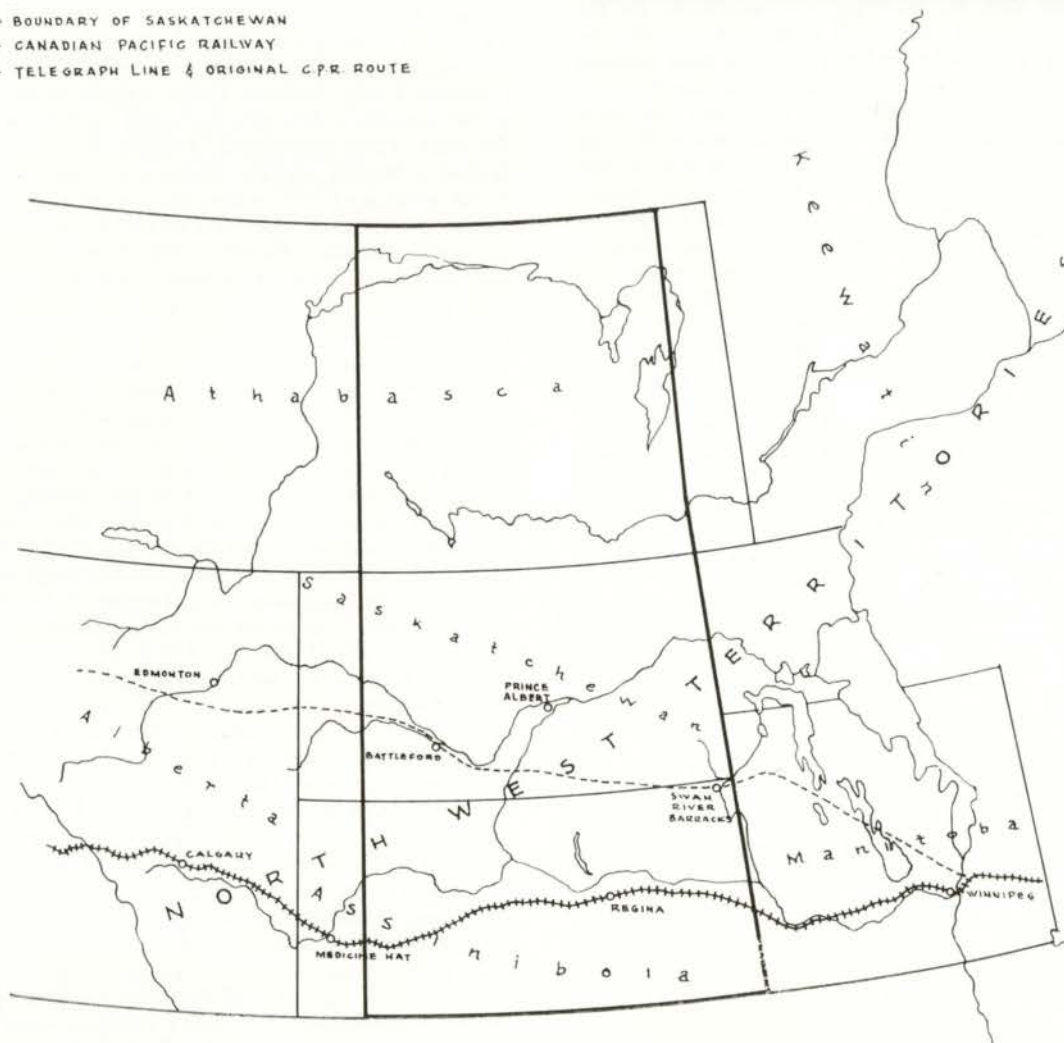 BOUNDARY OF SASKATCHEWAN
CANADIAN PACIFIC RAILWAY
TELEGRAPH LINE & ORIGINAL C.P.R. ROUTE
Keewatin
Athabasca
NORTH WEST TERRITORIES
Saskatchewan
EDMONTON
PRINCE
ALBERT
Alberta
BATTLEFORD
SWAN
RIVER
BARRACKS
Manitoba
CALGARY
WINNIPEG
REGINA
Assiniboia
MEDICINE HAT